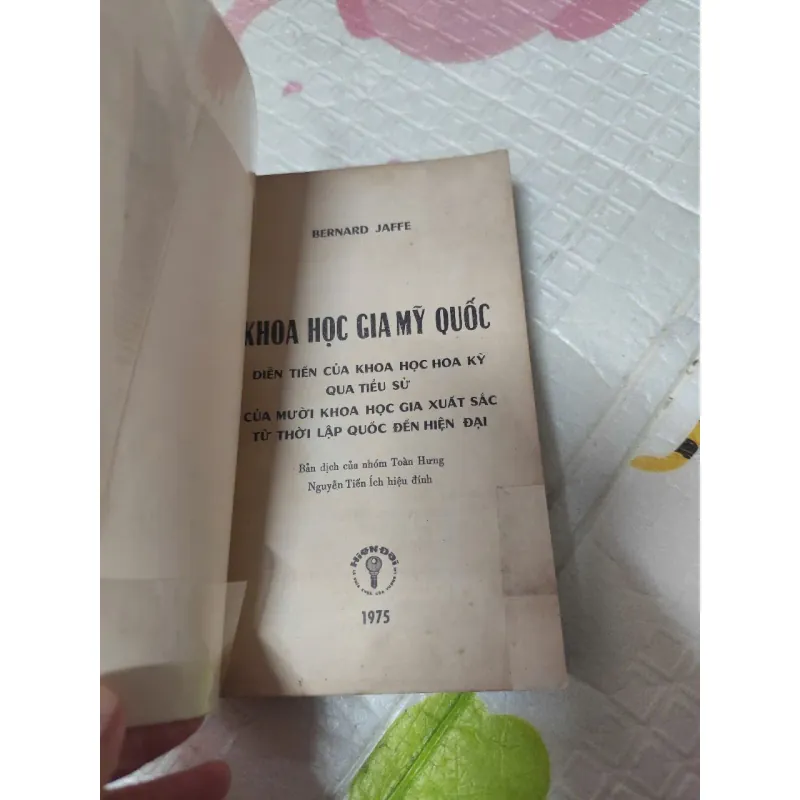 BERNARD JAFFE
KHOA HỌC GIA MỸ QUỐC
DIỄN TIẾN CỦA KHOA HỌC HOA KỲ
QUA TIỂU SỬ
CỦA MƯỜI KHOA HỌC GIA XUẤT SẮC
TỪ THỜI LẬP QUỐC ĐẾN HIỆN ĐẠI
Bản dịch của nhóm Toàn Hưng
Nguyễn Tiến Ích hiệu đính
HIỆN ĐẠI
1975